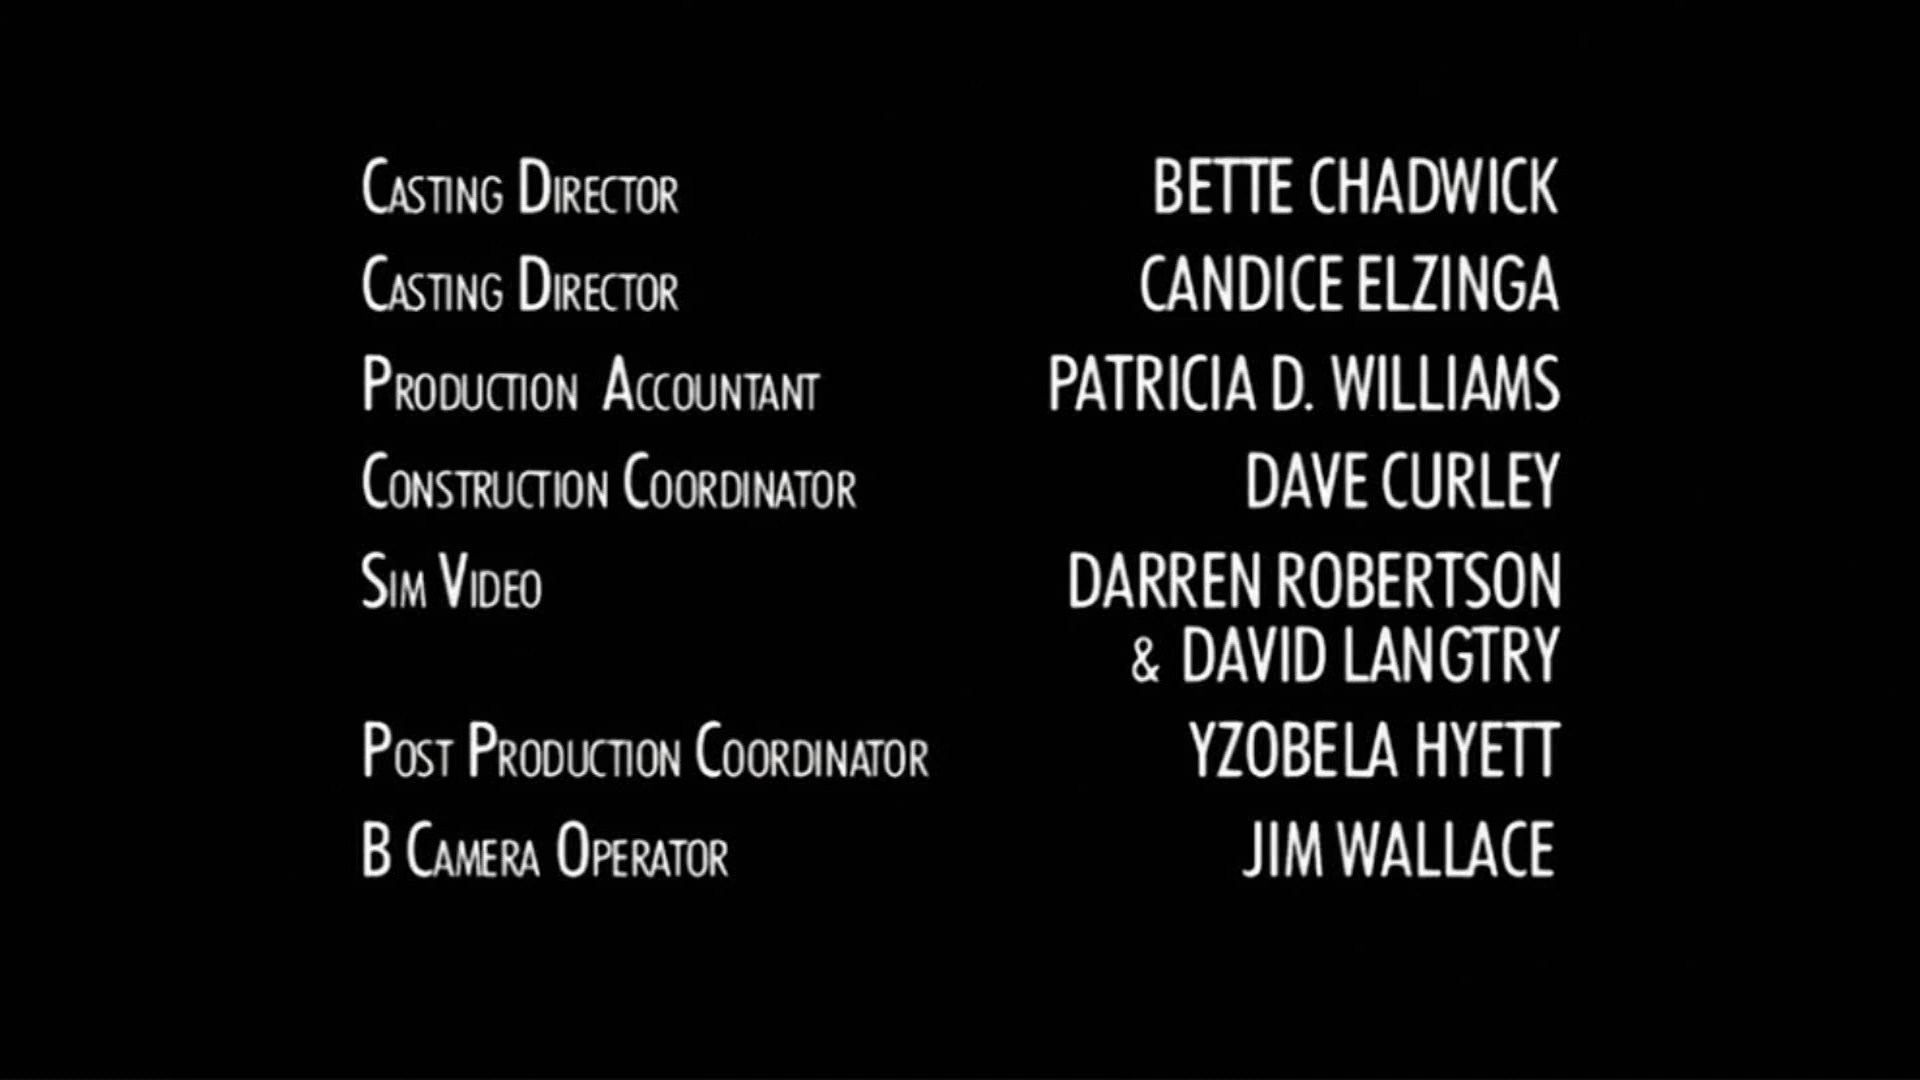 Casting Director BETTE CHADWICK
Casting Director CANDICE ELZINGA
Production Accountant PATRICIA D. WILLIAMS
Construction Coordinator DAVE CURLEY
Sim Video DARREN ROBERTSON
& DAVID LANGTRY
Post Production Coordinator YZOBELA HYETT
B Camera Operator JIM WALLACE